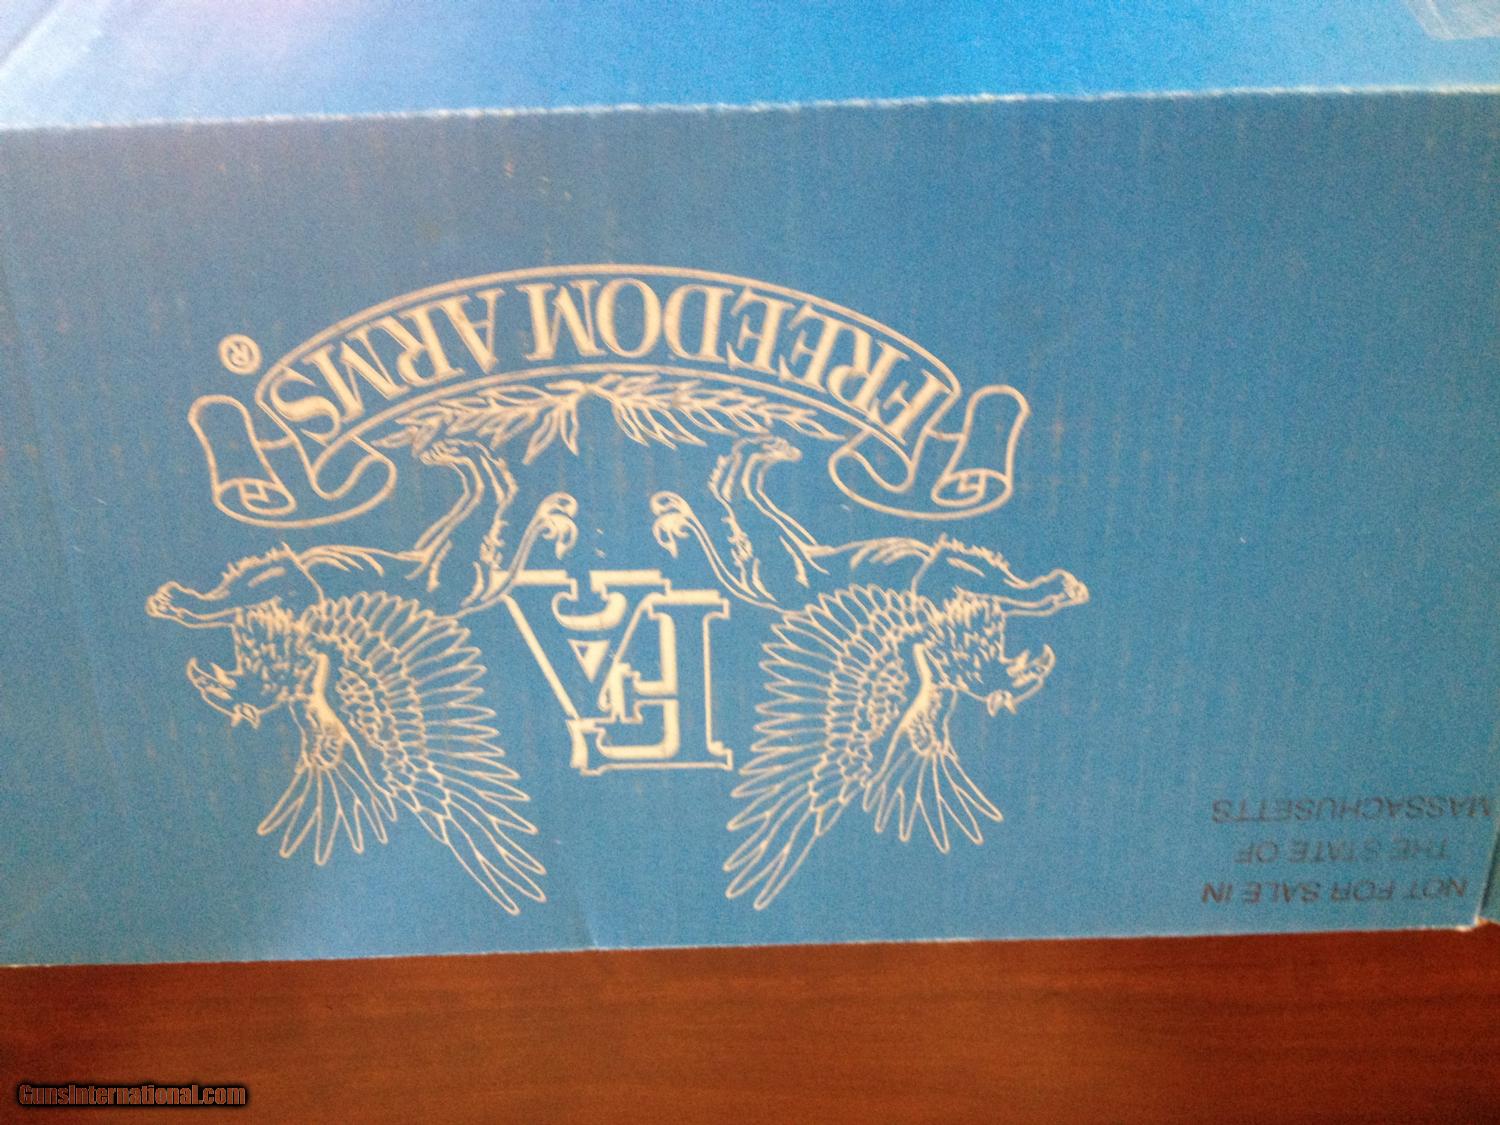 FA
FREEDOM ARMS®
NOT FOR SALE IN
THE STATE OF
MASSACHUSETTS
GunsInternational.com